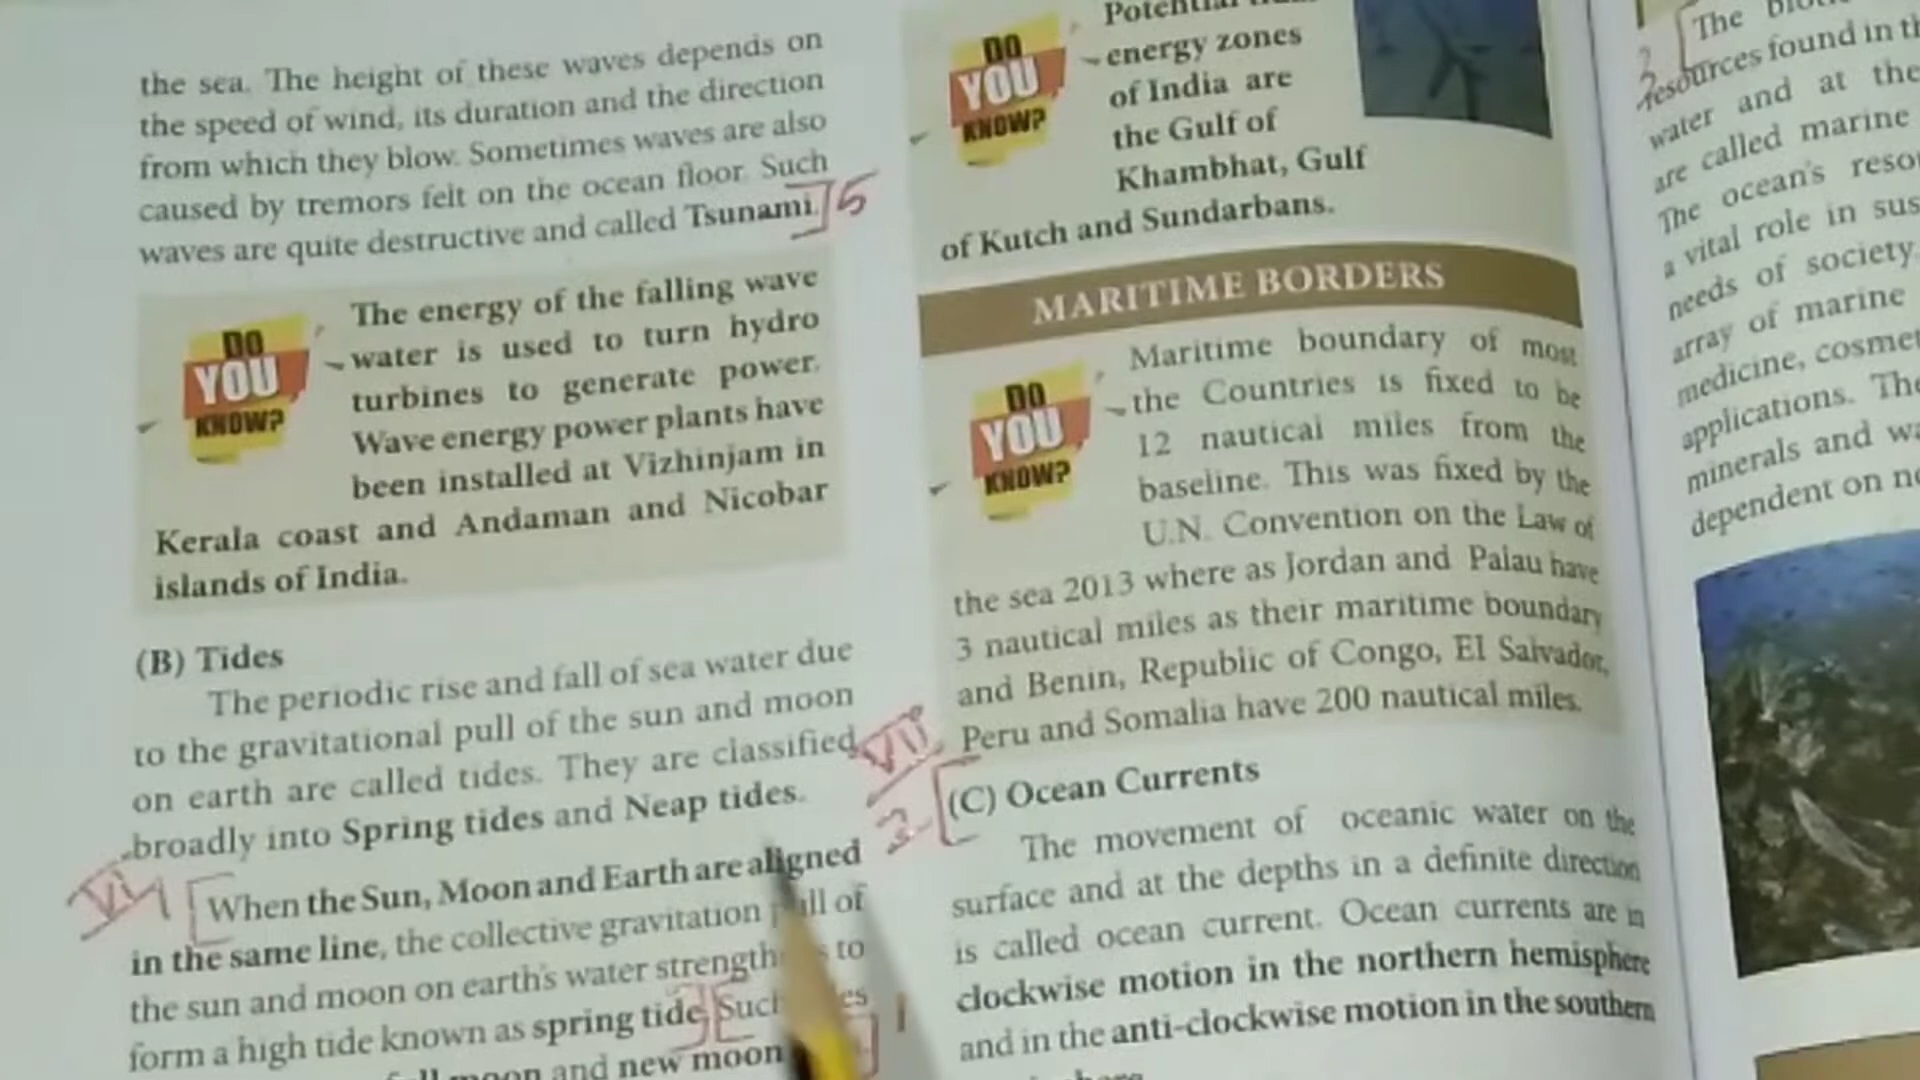 the sea. The height of these waves depends on
the speed of wind, its duration and the direction
from which they blow. Sometimes waves are also
caused by tremors felt on the ocean floor. Such
waves are quite destructive and called Tsunami.
5
DO
YOU
KNOW?
The energy of the falling wave
water is used to turn hydro
turbines to generate power.
Wave energy power plants have
been installed at Vizhinjam in
Kerala coast and Andaman and Nicobar
islands of India.
(B) Tides
The periodic rise and fall of sea water due
to the gravitational pull of the sun and moon
on earth are called tides. They are classified
broadly into Spring tides and Neap tides.
VI
When the Sun, Moon and Earth are aligned
in the same line, the collective gravitation of
the sun and moon on earth's water to
form a high tide known as spring tide.
moon and new moon
DO
YOU
KNOW?
Potential
energy zones
of India are
the Gulf of
Khambhat, Gulf
of Kutch and Sundarbans.
MARITIME BORDERS
DO
YOU
KNOW?
Maritime boundary of most
the Countries is fixed to be
12 nautical miles from the
baseline. This was fixed by the
U.N. Convention on the Law of
the sea 2013 where as Jordan and Palau have
3 nautical miles as their maritime boundary
and Benin, Republic of Congo, El Salvador,
Peru and Somalia have 200 nautical miles.
VII
3
(C) Ocean Currents
The movement of oceanic water on the
surface and at the depths in a definite direction
is called ocean current. Ocean currents are in
clockwise motion in the northern hemisphere
and in the anti-clockwise motion in the southern
The
resources found in
water and at the
are called marine
The ocean's
a vital role in
needs of society.
array of marine
medicine,
applications.
minerals and
dependent on